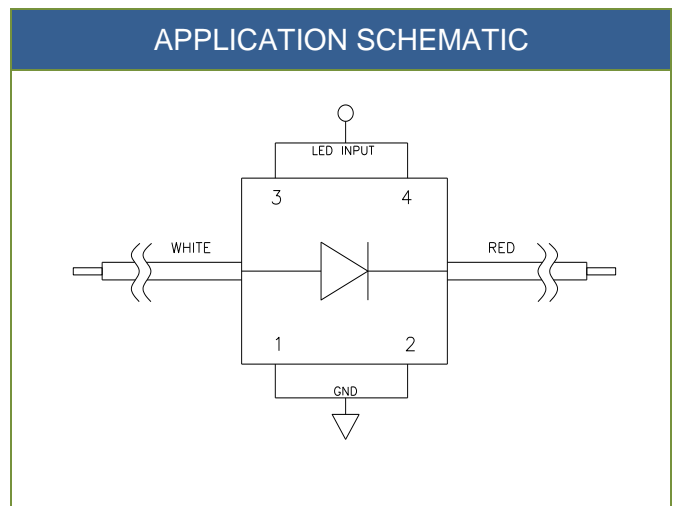 APPLICATION SCHEMATIC
LED INPUT
3 4
WHITE RED
1 2
GND